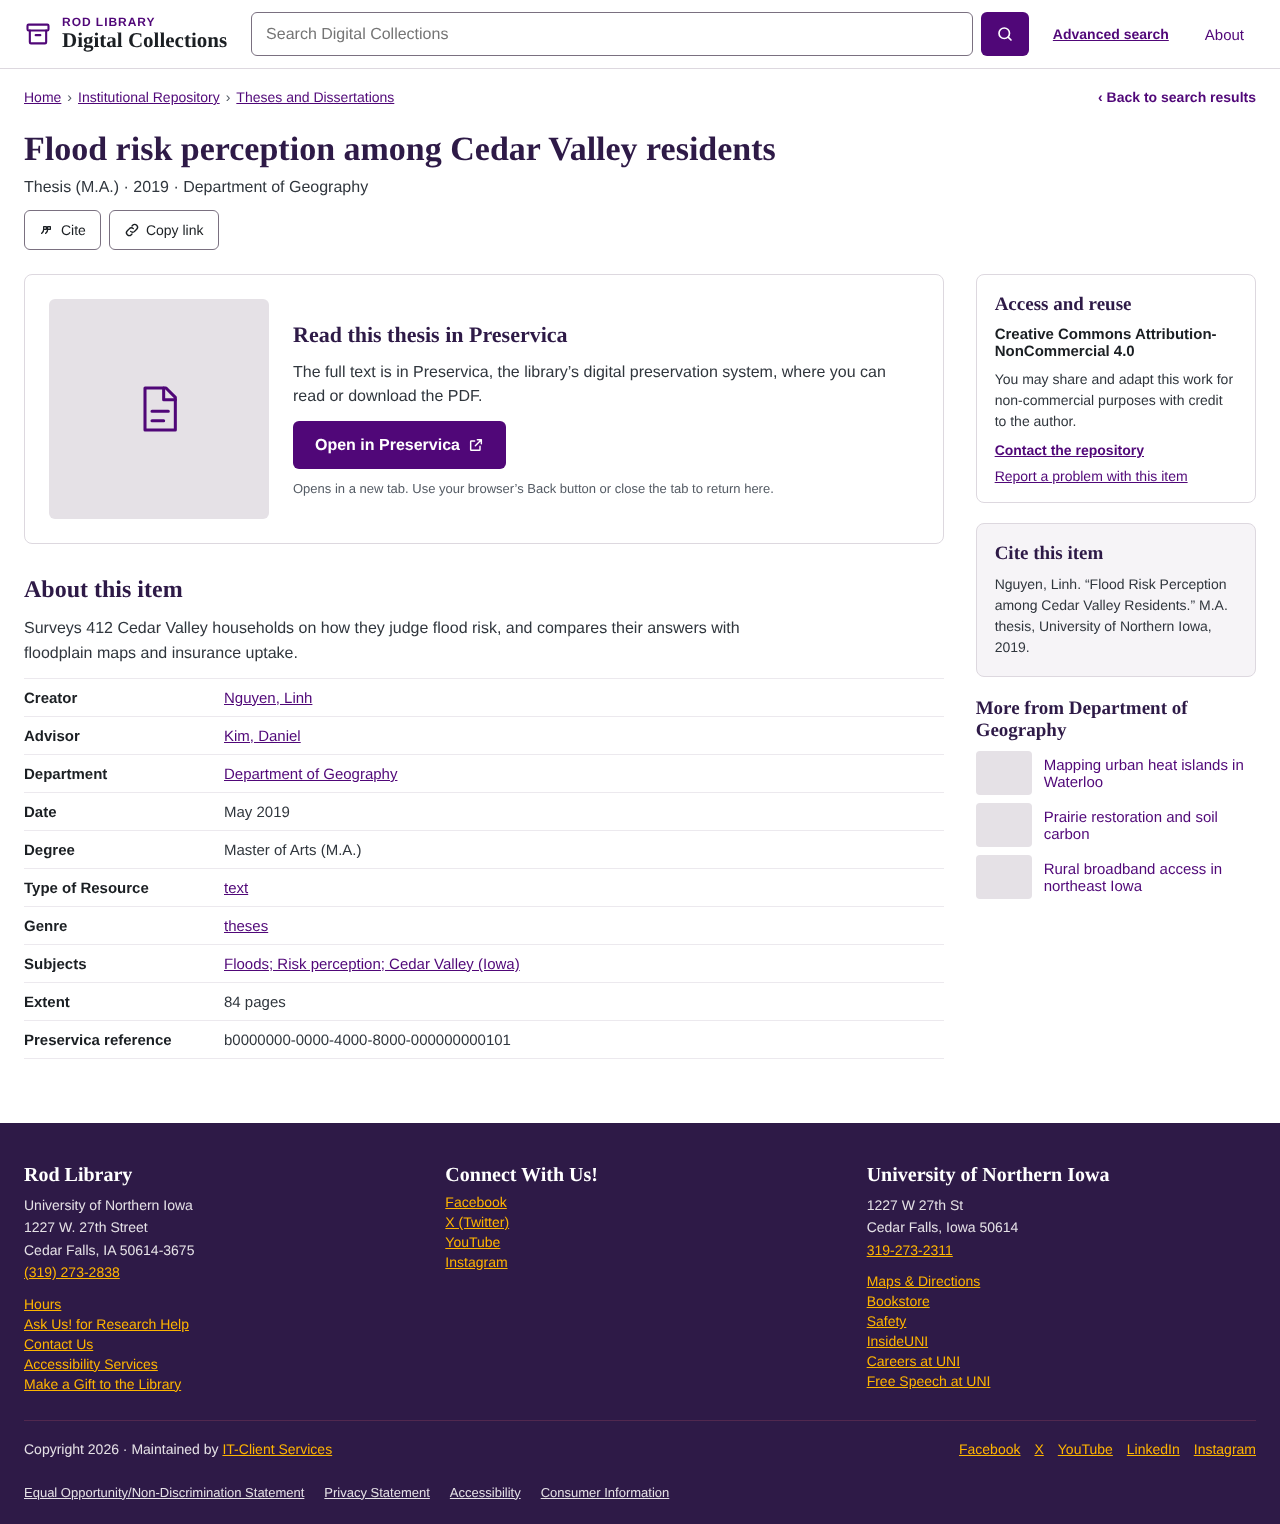 ROD LIBRARY
Digital Collections
Search Digital Collections
Advanced search
About
Home › Institutional Repository › Theses and Dissertations
‹ Back to search results
Flood risk perception among Cedar Valley residents
Thesis (M.A.) · 2019 · Department of Geography
Cite
Copy link
Read this thesis in Preservica
The full text is in Preservica, the library’s digital preservation system, where you can
read or download the PDF.
Open in Preservica
Opens in a new tab. Use your browser’s Back button or close the tab to return here.
About this item
Surveys 412 Cedar Valley households on how they judge flood risk, and compares their answers with
floodplain maps and insurance uptake.
Creator Nguyen, Linh
Advisor Kim, Daniel
Department Department of Geography
Date May 2019
Degree Master of Arts (M.A.)
Type of Resource text
Genre theses
Subjects Floods; Risk perception; Cedar Valley (Iowa)
Extent 84 pages
Preservica reference b0000000-0000-4000-8000-000000000101
Access and reuse
Creative Commons Attribution-
NonCommercial 4.0
You may share and adapt this work for
non-commercial purposes with credit
to the author.
Contact the repository
Report a problem with this item
Cite this item
Nguyen, Linh. “Flood Risk Perception
among Cedar Valley Residents.” M.A.
thesis, University of Northern Iowa,
2019.
More from Department of
Geography
Mapping urban heat islands in
Waterloo
Prairie restoration and soil
carbon
Rural broadband access in
northeast Iowa
Rod Library
University of Northern Iowa
1227 W. 27th Street
Cedar Falls, IA 50614-3675
(319) 273-2838
Hours
Ask Us! for Research Help
Contact Us
Accessibility Services
Make a Gift to the Library
Connect With Us!
Facebook
X (Twitter)
YouTube
Instagram
University of Northern Iowa
1227 W 27th St
Cedar Falls, Iowa 50614
319-273-2311
Maps & Directions
Bookstore
Safety
InsideUNI
Careers at UNI
Free Speech at UNI
Copyright 2026 · Maintained by IT-Client Services
Facebook X YouTube LinkedIn Instagram
Equal Opportunity/Non-Discrimination Statement Privacy Statement Accessibility Consumer Information